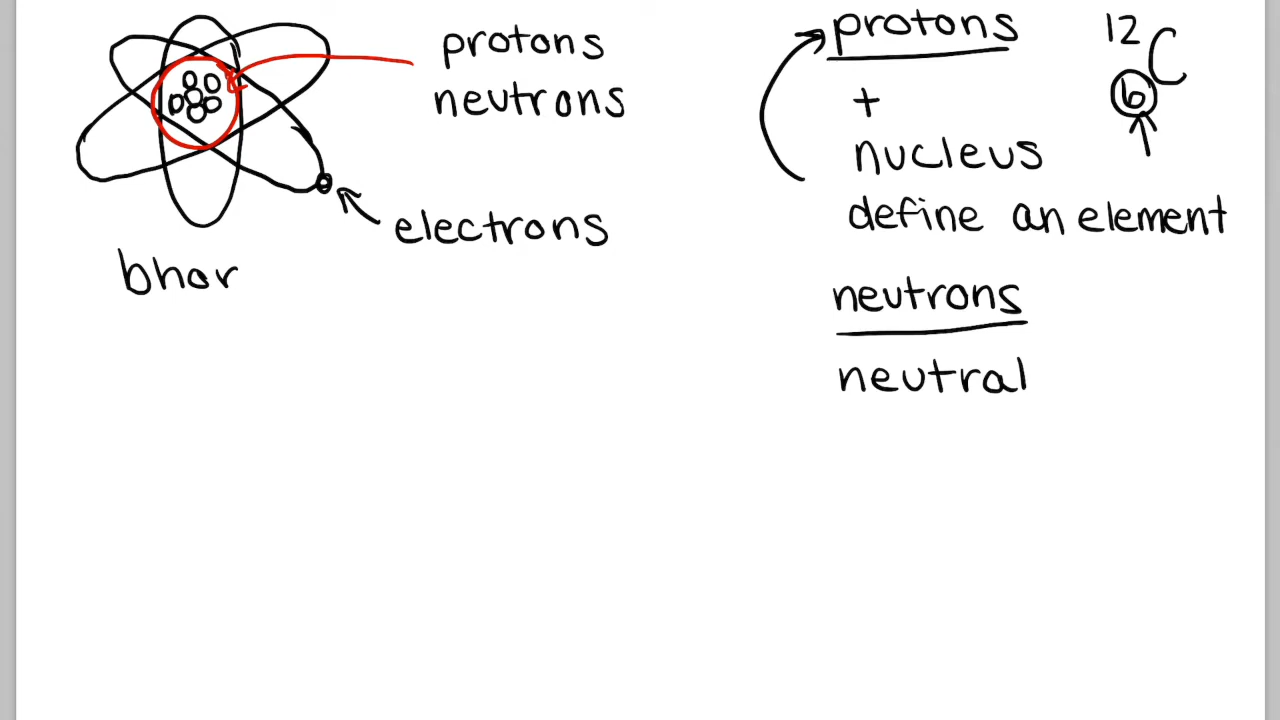 protons
neutrons
electrons
bhor
protons
+
nucleus
define an element
neutrons
neutral
12
C
6